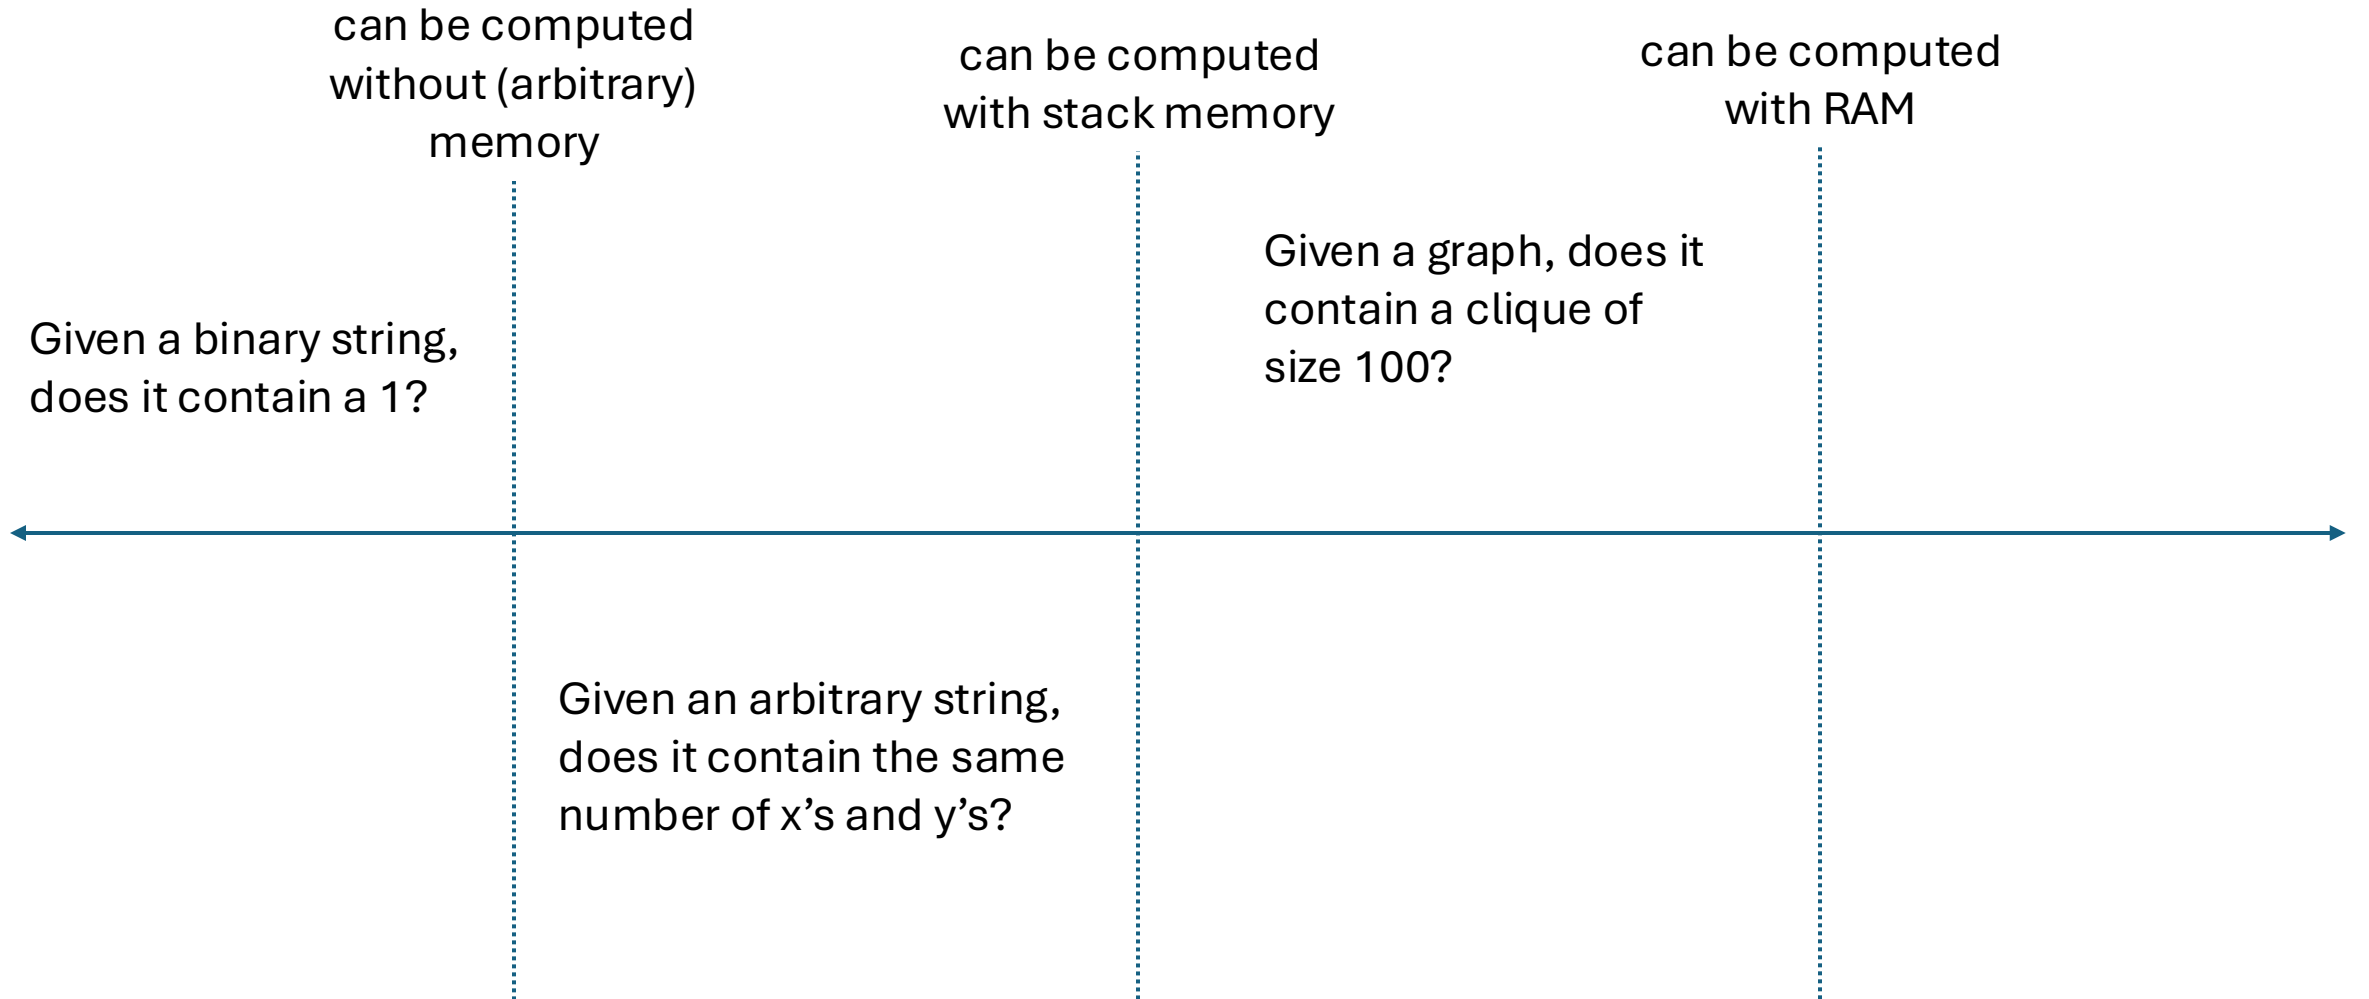 can be computed
without (arbitrary)
memory
can be computed
with stack memory
can be computed
with RAM
Given a binary string,
does it contain a 1?
Given an arbitrary string,
does it contain the same
number of x’s and y’s?
Given a graph, does it
contain a clique of
size 100?